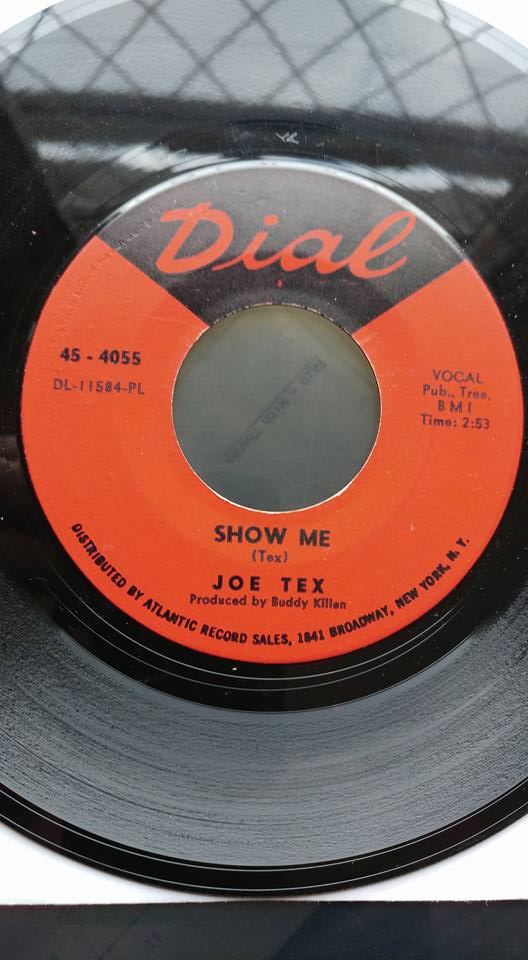 Dial
45 - 4055
DL-11584-PL
VOCAL
Pub., Tree,
BMI
Time: 2:53
SHOW ME
(Tex)
JOE TEX
Produced by Buddy Killen
DISTRIBUTED BY ATLANTIC RECORD SALES, 1841 BROADWAY, NEW YORK, N.Y.